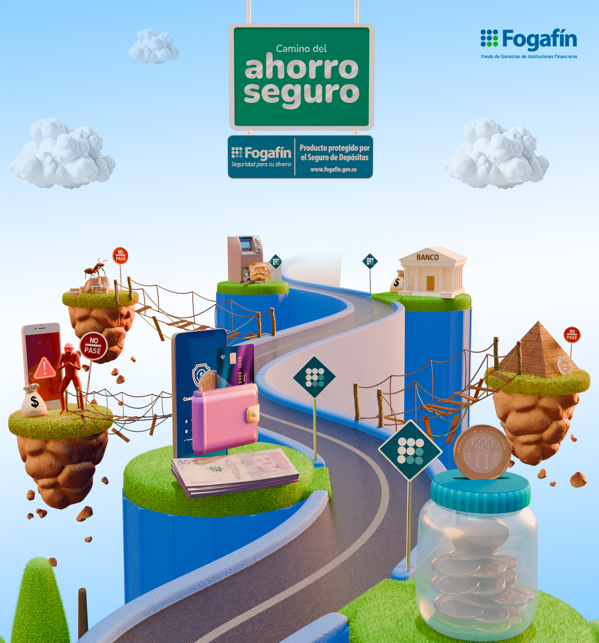 Camino del
ahorro
seguro
Fogafín
Fondo de Garantías de Instituciones Financieras
Fogafín
Seguridad para tu dinero
Producto protegido por
el Seguro de Depósitos
www.fogafin.gov.co
NO
PASE
BANCO
$
NO
PASE
NO
PASE
$
$
50